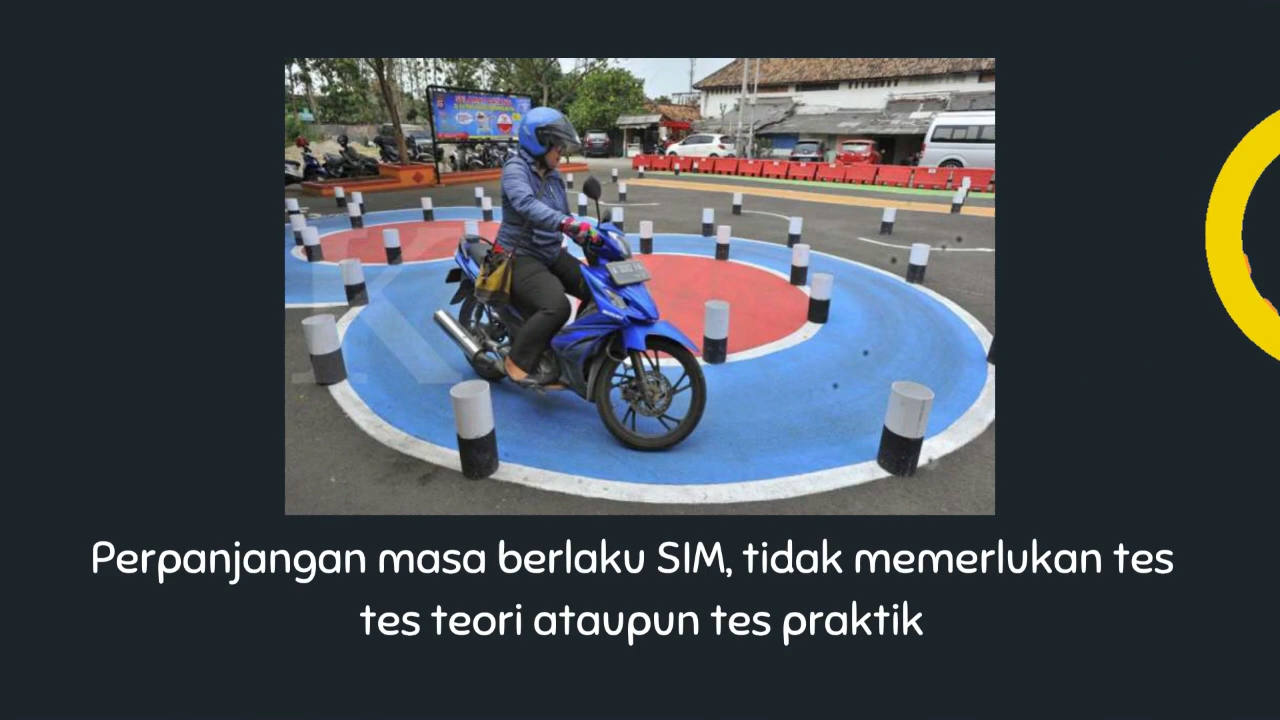 Perpanjangan masa berlaku SIM, tidak memerlukan tes
tes teori ataupun tes praktik